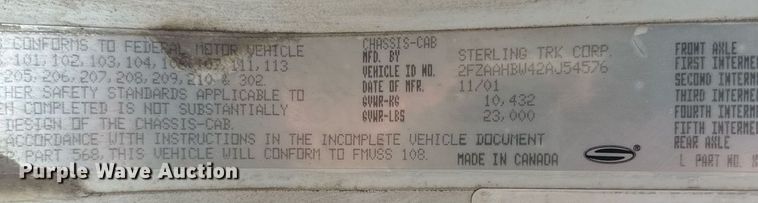 CONFORMS TO FEDERAL MOTOR VEHICLE
101, 102, 103, 104, 111, 113
205, 206, 207, 208, 209, 210 & 302.
HER SAFETY STANDARDS APPLICABLE TO
COMPLETED IS NOT SUBSTANTIALLY
DESIGN OF THE CHASSIS-CAB.
ACCORDANCE WITH INSTRUCTIONS IN THE INCOMPLETE VEHICLE DOCUMENT
PART 568, THIS VEHICLE WILL CONFORM TO FMVSS 108.
CHASSIS-CAB
MFD. BY STERLING TRK CORP.
VEHICLE ID NO. 2FZAAHBW42AJ54576
DATE OF MFR. 11/01
GVWR-KG 10,432
GVWR-LBS 23,000
MADE IN CANADA
FRONT AXLE
FIRST INTERME
SECOND INTERM
THIRD INTERME
FOURTH INTERM
FIFTH INTERME
REAR AXLE
L PART NO.
Purple Wave Auction